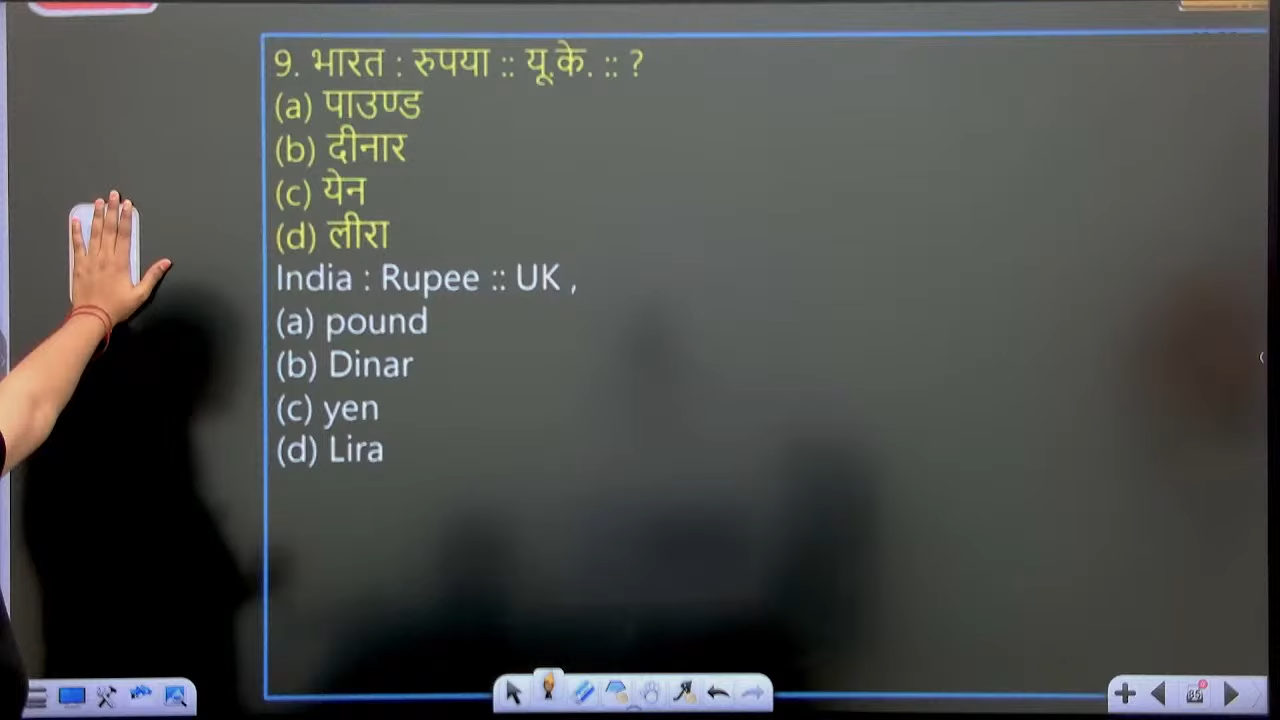 9. भारत : रुपया :: यू.के. :: ?
(a) पाउण्ड
(b) दीनार
(c) येन
(d) लीरा
India : Rupee :: UK ,
(a) pound
(b) Dinar
(c) yen
(d) Lira